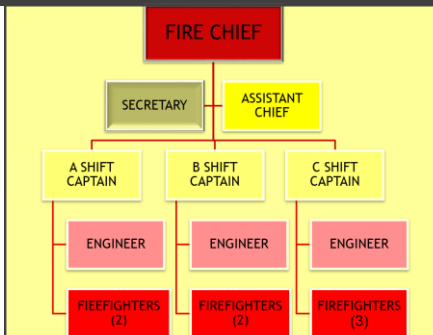 FIRE CHIEF
SECRETARY
ASSISTANT
CHIEF
A SHIFT
CAPTAIN
B SHIFT
CAPTAIN
C SHIFT
CAPTAIN
ENGINEER
ENGINEER
ENGINEER
FIEEFIGHTERS
(2)
FIREFIGHTERS
(2)
FIREFIGHTERS
(3)